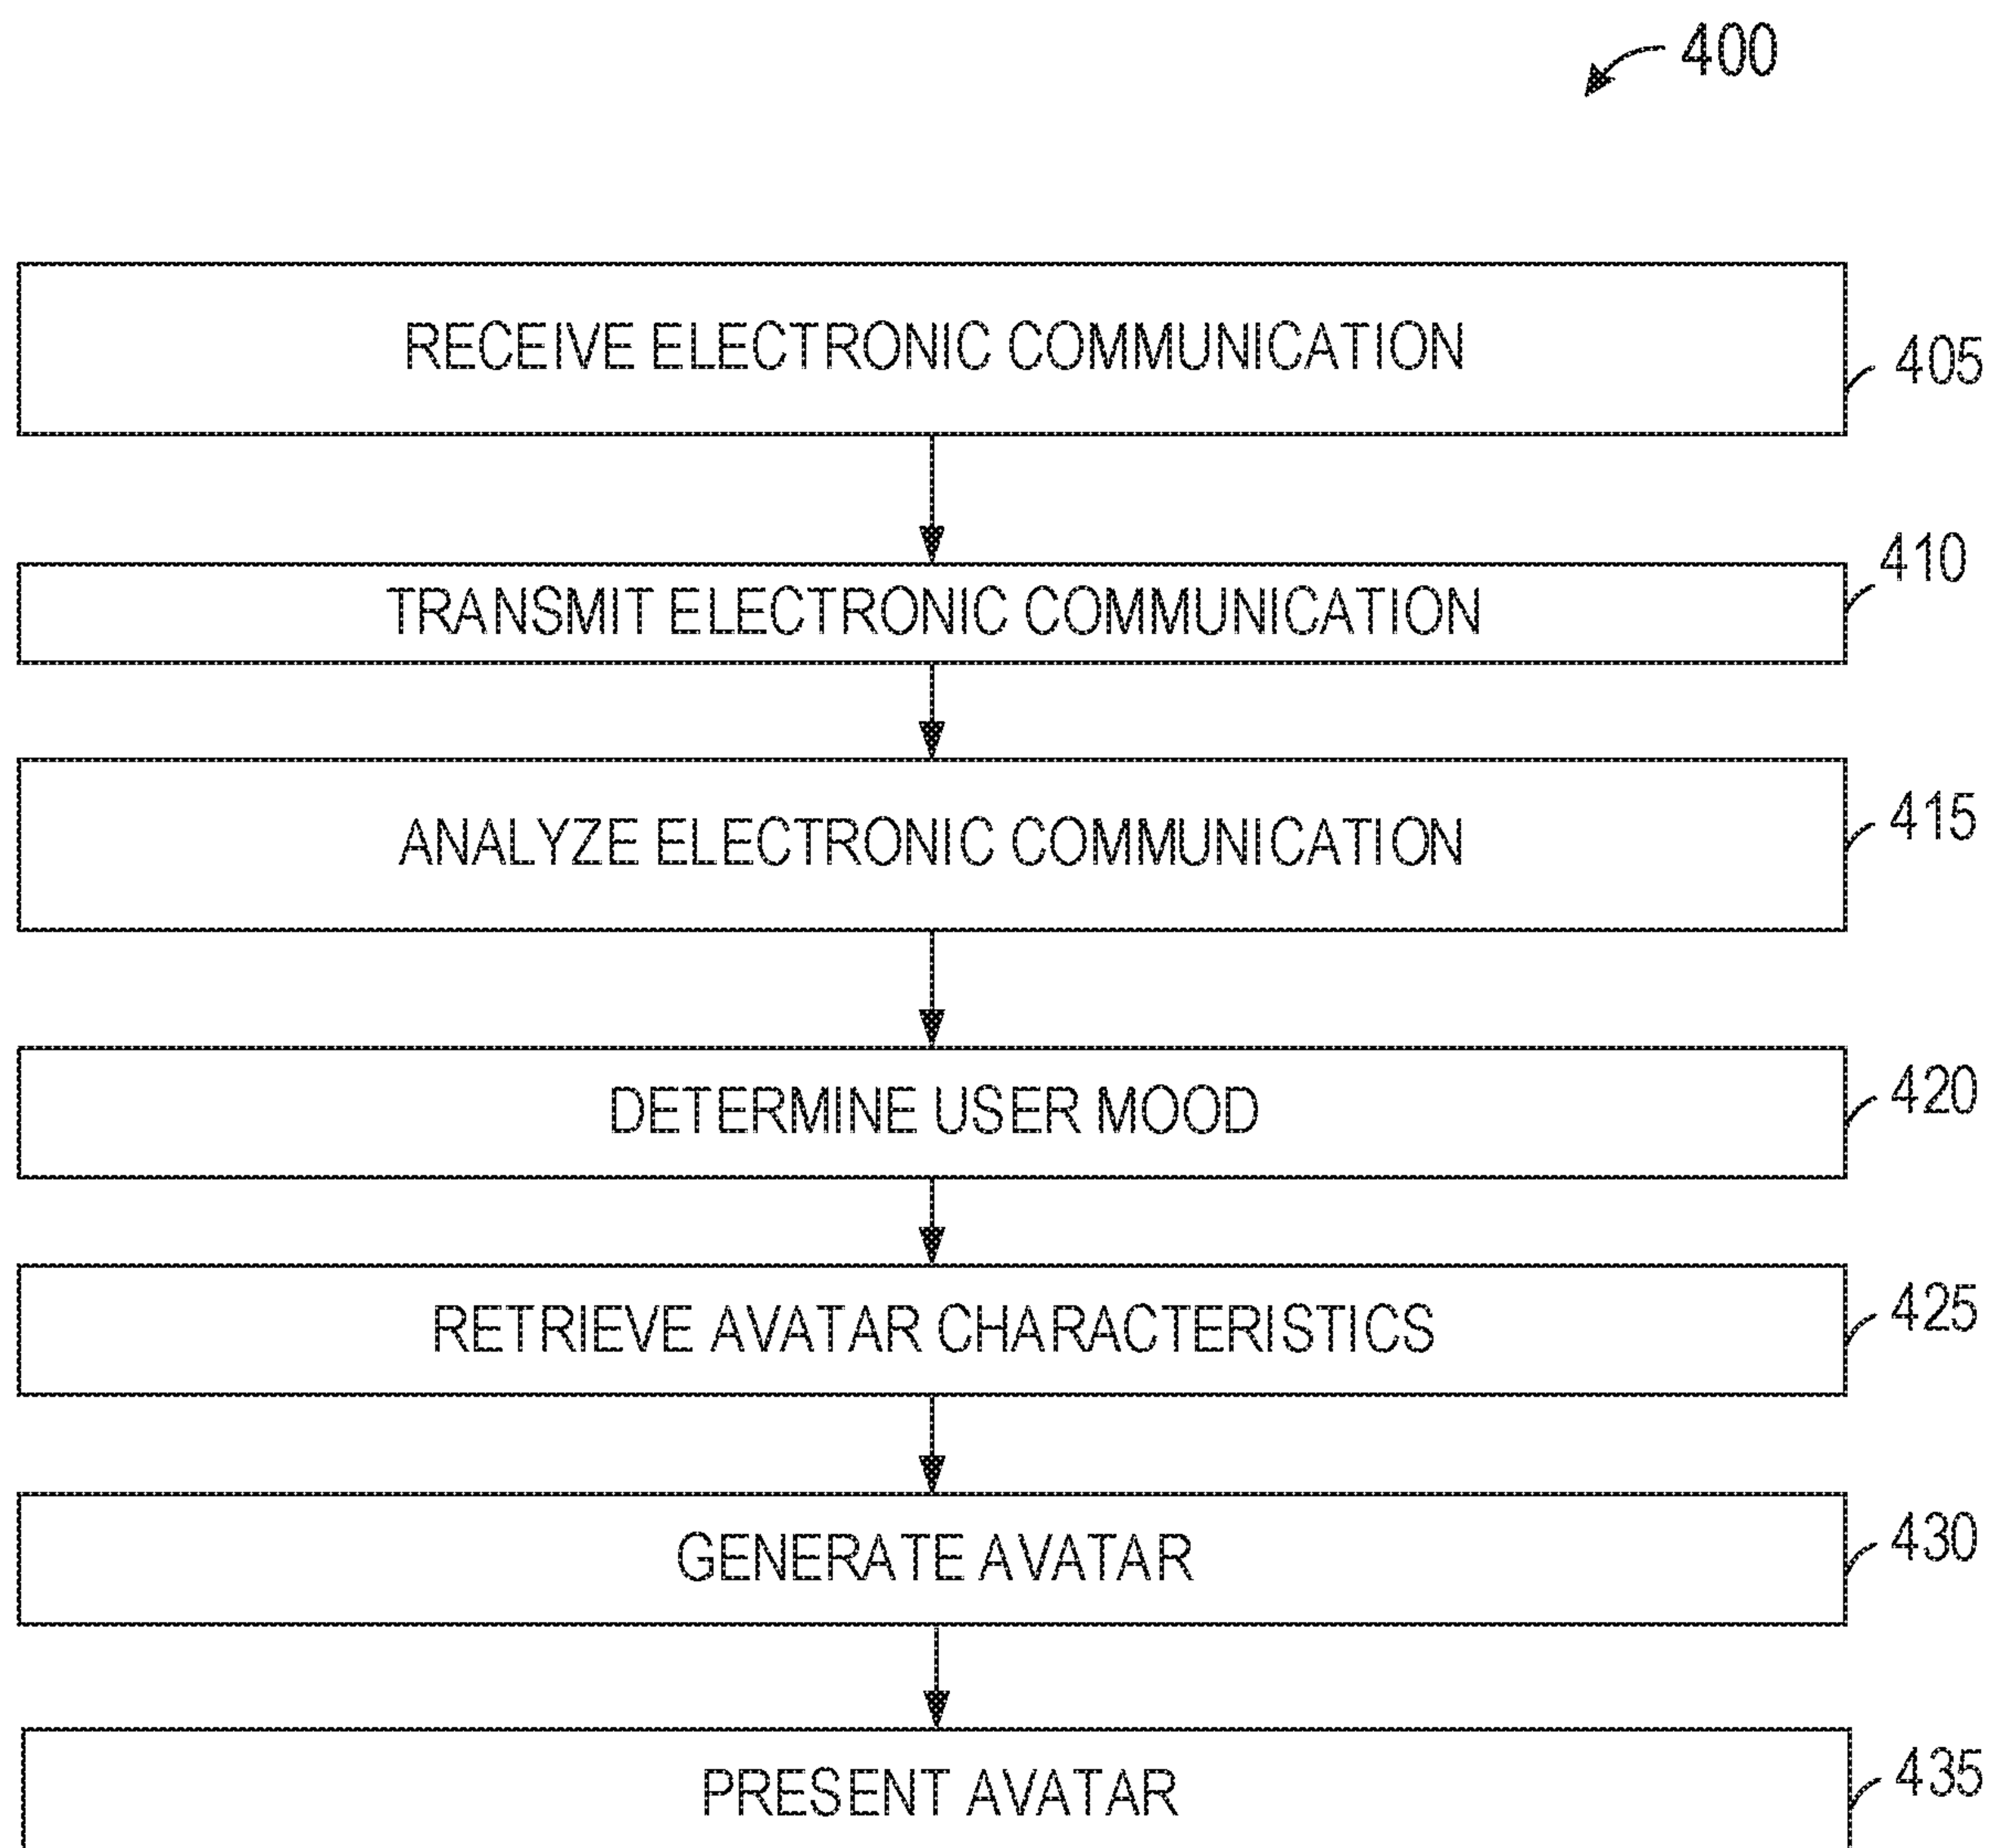 400
RECEIVE ELECTRONIC COMMUNICATION
405
TRANSMIT ELECTRONIC COMMUNICATION
410
ANALYZE ELECTRONIC COMMUNICATION
415
DETERMINE USER MOOD
420
RETRIEVE AVATAR CHARACTERISTICS
425
GENERATE AVATAR
430
PRESENT AVATAR
435